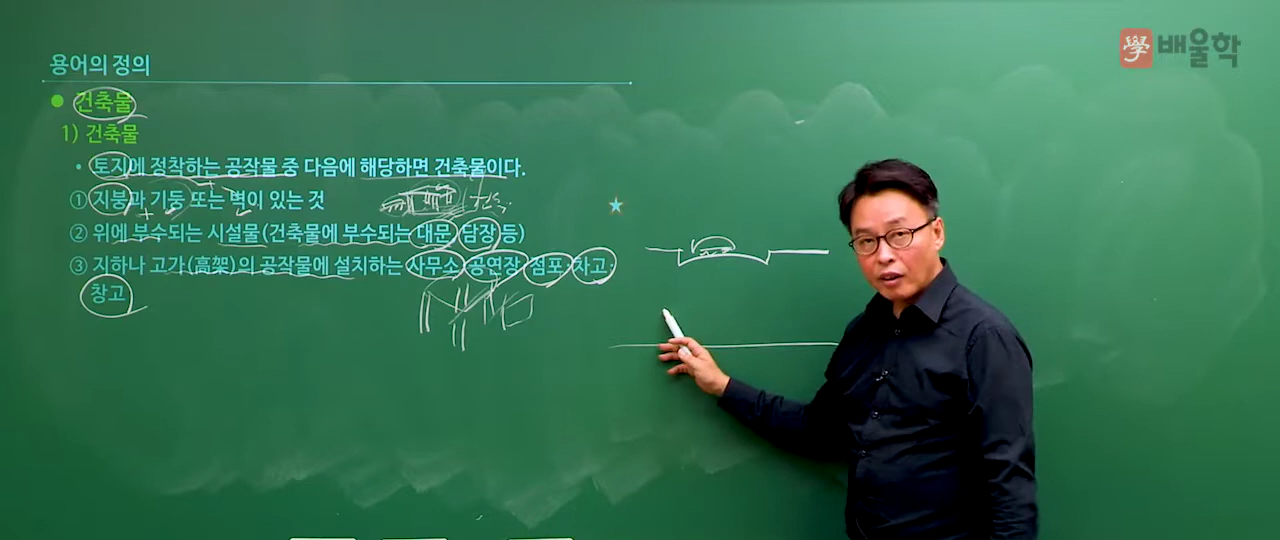 용어의 정의
學 배울학
● 건축물
1) 건축물
• 토지에 정착하는 공작물 중 다음에 해당하면 건축물이다.
① 지붕과 기둥 또는 벽이 있는 것
② 위에 부수되는 시설물(건축물에 부수되는 대문 담장 등)
③ 지하나 고가(高架)의 공작물에 설치하는 사무소·공연장·점포·차고·
창고